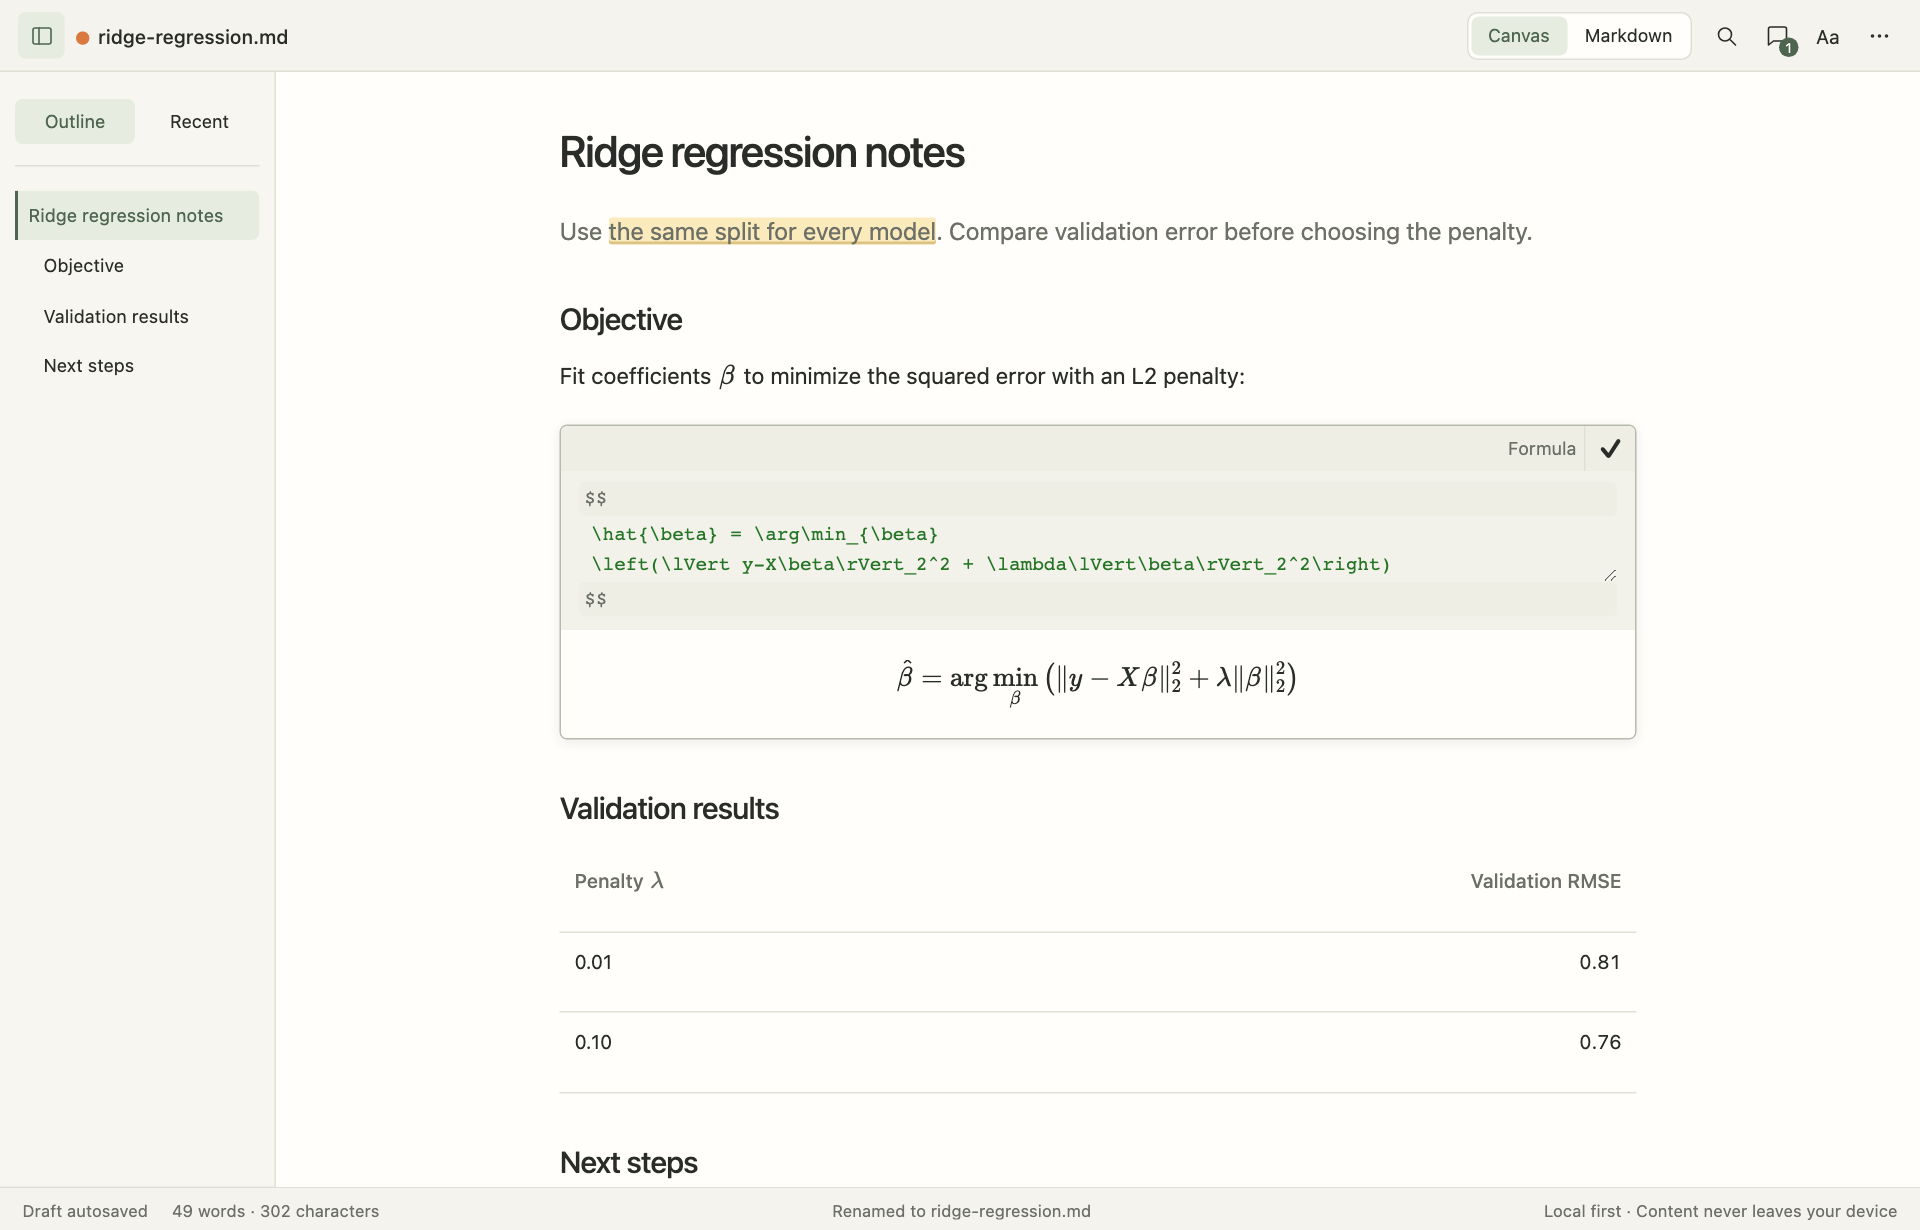 ridge-regression.md
Canvas
Markdown
1
Aa
Outline
Recent
Ridge regression notes
Objective
Validation results
Next steps
Ridge regression notes
Use the same split for every model. Compare validation error before choosing the penalty.
Objective
Fit coefficients β to minimize the squared error with an L2 penalty:
Formula
$$
\hat{\beta} = \arg\min_{\beta}
\left(\lVert y-X\beta\rVert_2^2 + \lambda\lVert\beta\rVert_2^2\right)
$$
β̂ = arg min_β (‖y − Xβ‖₂² + λ‖β‖₂²)
Validation results
Penalty λ Validation RMSE
0.01 0.81
0.10 0.76
Next steps
Draft autosaved 49 words · 302 characters Renamed to ridge-regression.md Local first · Content never leaves your device